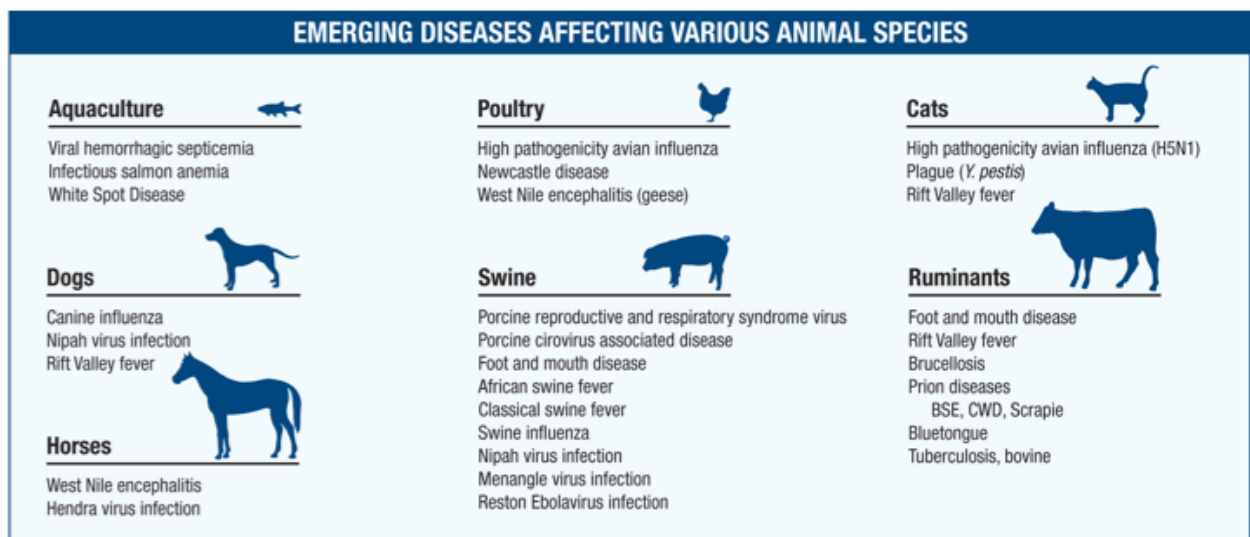 EMERGING DISEASES AFFECTING VARIOUS ANIMAL SPECIES
Aquaculture
Viral hemorrhagic septicemia
Infectious salmon anemia
White Spot Disease
Poultry
High pathogenicity avian influenza
Newcastle disease
West Nile encephalitis (geese)
Cats
High pathogenicity avian influenza (H5N1)
Plague (Y. pestis)
Rift Valley fever
Dogs
Canine influenza
Nipah virus infection
Rift Valley fever
Swine
Porcine reproductive and respiratory syndrome virus
Porcine cirovirus associated disease
Foot and mouth disease
African swine fever
Classical swine fever
Swine influenza
Nipah virus infection
Menangle virus infection
Reston Ebolavirus infection
Ruminants
Foot and mouth disease
Rift Valley fever
Brucellosis
Prion diseases
BSE, CWD, Scrapie
Bluetongue
Tuberculosis, bovine
Horses
West Nile encephalitis
Hendra virus infection